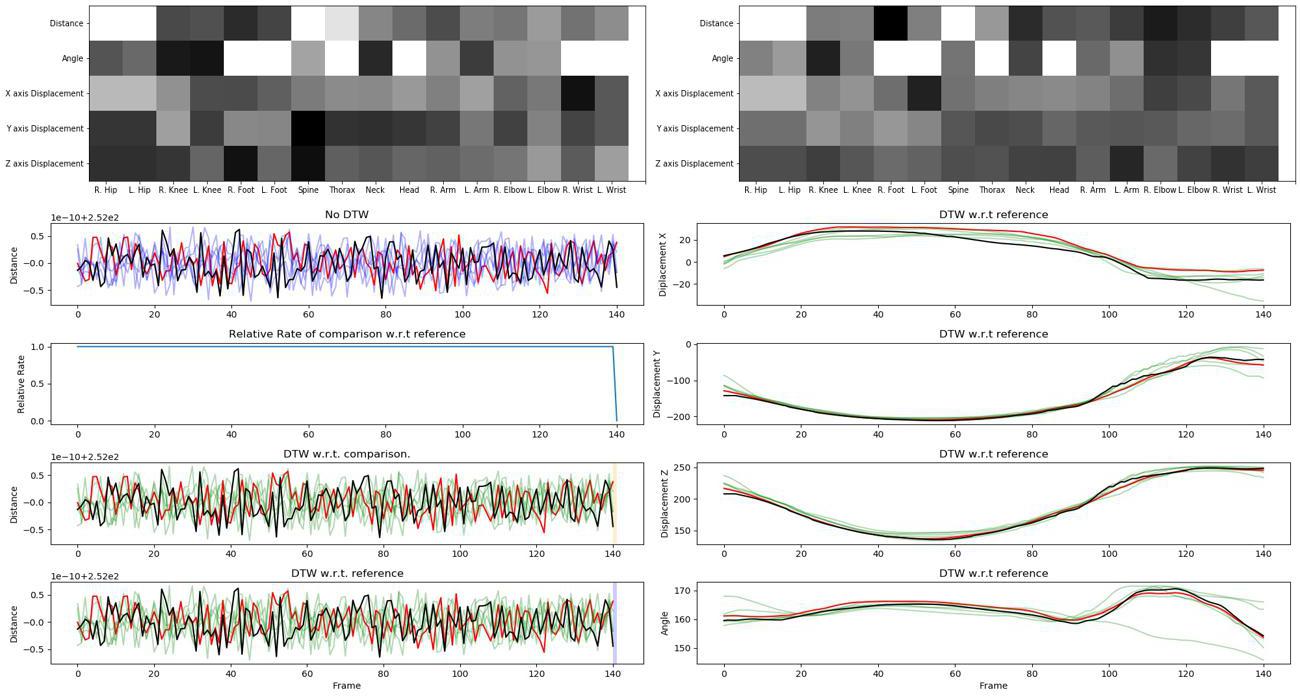 Distance
Angle
X axis Displacement
Y axis Displacement
Z axis Displacement
R. Hip L. Hip R. Knee L. Knee R. Foot L. Foot Spine Thorax Neck Head R. Arm L. Arm R. Elbow L. Elbow R. Wrist L. Wrist
Distance
Angle
X axis Displacement
Y axis Displacement
Z axis Displacement
R. Hip L. Hip R. Knee L. Knee R. Foot L. Foot Spine Thorax Neck Head R. Arm L. Arm R. Elbow L. Elbow R. Wrist L. Wrist
1e−10+2.52e2
No DTW
Distance
0.5
−0.0
−0.5
0 20 40 60 80 100 120 140
DTW w.r.t reference
Diplacement X
20
0
−20
0 20 40 60 80 100 120 140
Relative Rate of comparison w.r.t reference
Relative Rate
1.0
0.5
0.0
0 20 40 60 80 100 120 140
DTW w.r.t reference
Displacement Y
0
−100
−200
0 20 40 60 80 100 120 140
1e−10+2.52e2
DTW w.r.t. comparison.
Distance
0.5
−0.0
−0.5
0 20 40 60 80 100 120 140
DTW w.r.t reference
Displacement Z
250
200
150
0 20 40 60 80 100 120 140
1e−10+2.52e2
DTW w.r.t. reference
Distance
0.5
−0.0
−0.5
0 20 40 60 80 100 120 140
Frame
DTW w.r.t reference
Angle
170
160
150
0 20 40 60 80 100 120 140
Frame